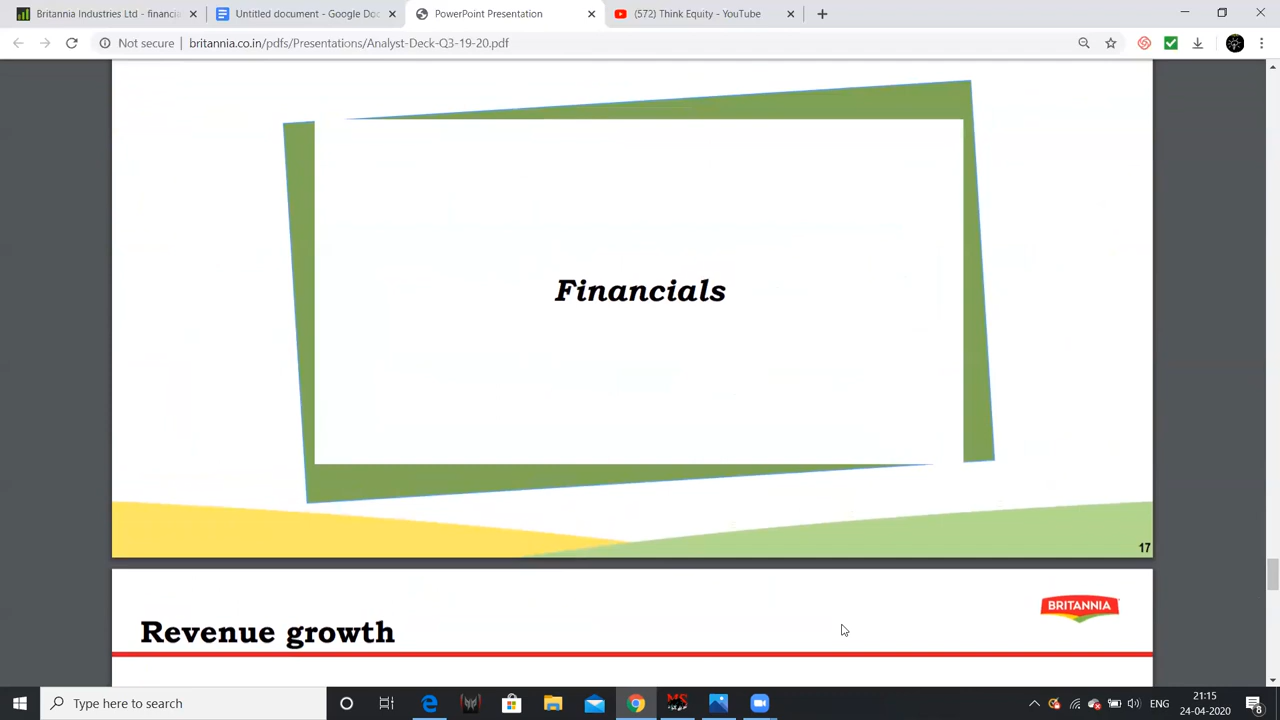 Britannia Industries Ltd - financi
Untitled document - Google Doc
PowerPoint Presentation
(572) Think Equity - YouTube
Not secure
britannia.co.in/pdfs/Presentations/Analyst-Deck-Q3-19-20.pdf
Financials
17
BRITANNIA
Revenue growth
Type here to search
ENG
21:15
24-04-2020
8